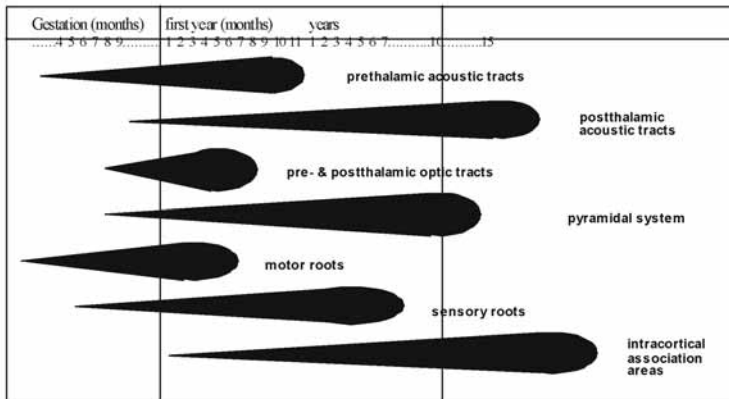 Gestation (months) first year (months) years
......4 5 6 7 8 9.......... 1 2 3 4 5 6 7 8 9 10 11 1 2 3 4 5 6 7............10............15
prethalamic acoustic tracts
postthalamic
acoustic tracts
pre- & postthalamic optic tracts
pyramidal system
motor roots
sensory roots
intracortical
association
areas